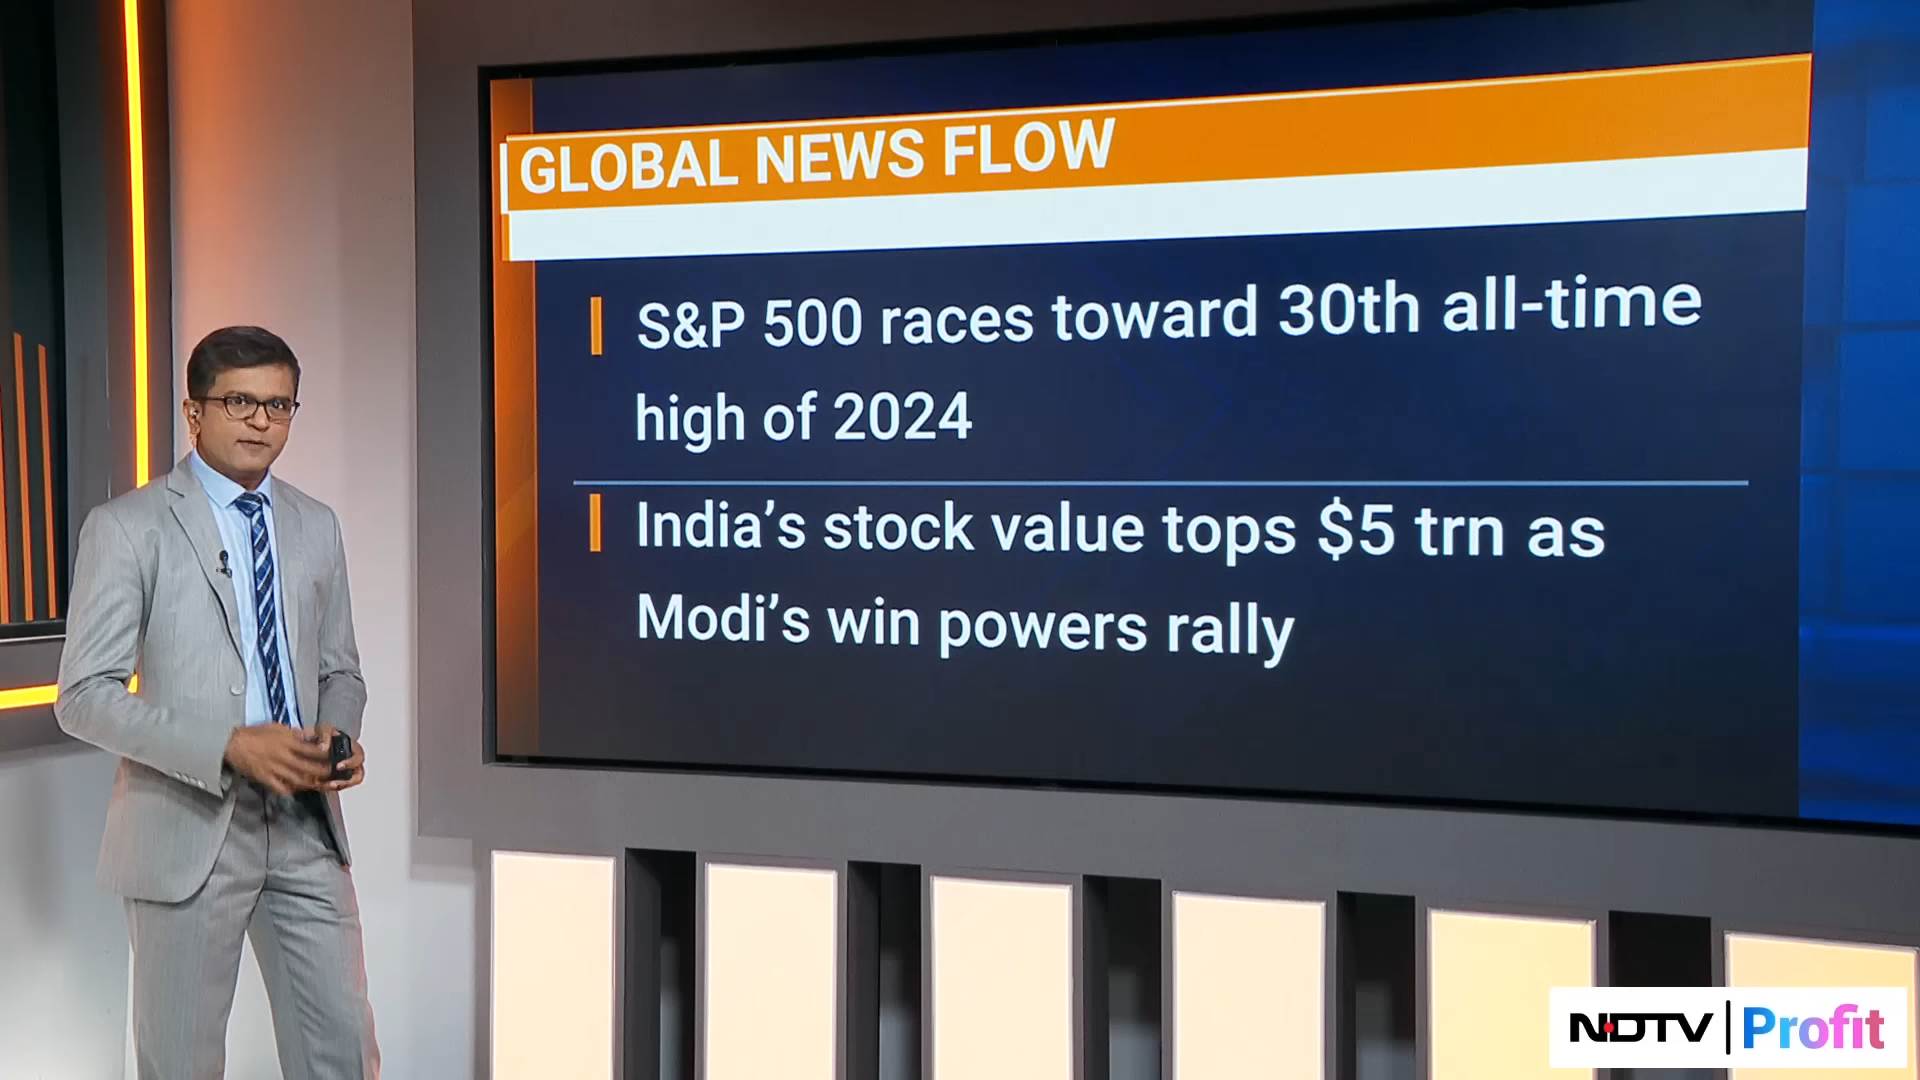 GLOBAL NEWS FLOW
S&P 500 races toward 30th all-time
high of 2024
India’s stock value tops $5 trn as
Modi’s win powers rally
NDTV | Profit